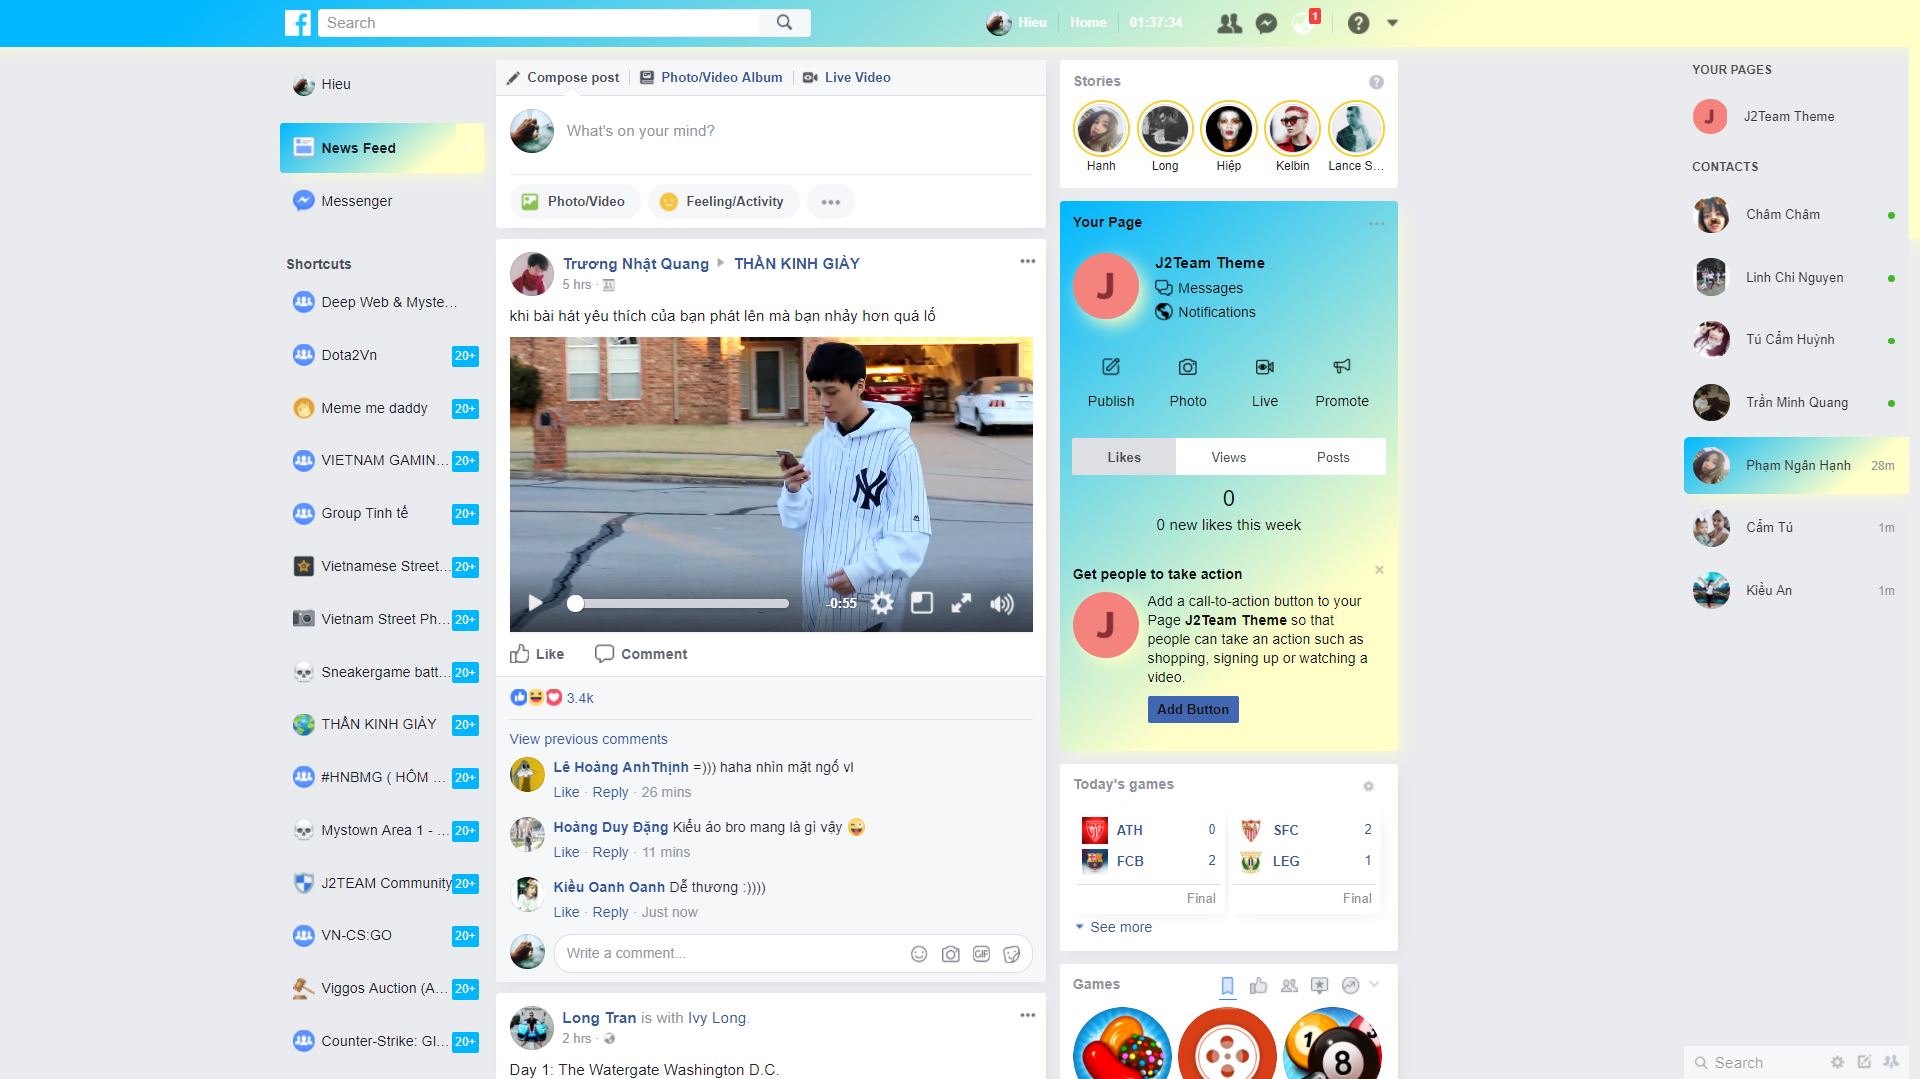 Search
Hieu
Home
01:37:34
1
Hieu
News Feed
Messenger
Shortcuts
Deep Web & Myste...
Dota2Vn 20+
Meme me daddy 20+
VIETNAM GAMIN... 20+
Group Tinh tế 20+
Vietnamese Street... 20+
Vietnam Street Ph... 20+
Sneakergame batt... 20+
THẦN KINH GIÀY 20+
#HNBMG ( HÔM ... 20+
Mystown Area 1 - ... 20+
J2TEAM Community 20+
VN-CS:GO 20+
Viggos Auction (A... 20+
Counter-Strike: Gl... 20+
Compose post
Photo/Video Album
Live Video
What's on your mind?
Photo/Video
Feeling/Activity
Trương Nhật Quang
THẦN KINH GIÀY
5 hrs ·
khi bài hát yêu thích của bạn phát lên mà bạn nhảy hơn quá lố
-0:55
Like
Comment
3.4k
View previous comments
Lê Hoàng AnhThịnh =))) haha nhìn mặt ngố vl
Like · Reply · 26 mins
Hoàng Duy Đặng Kiểu áo bro mang là gì vậy 😜
Like · Reply · 11 mins
Kiều Oanh Oanh Dễ thương :))))
Like · Reply · Just now
Write a comment...
GIF
Long Tran is with Ivy Long.
2 hrs ·
Day 1: The Watergate Washington D.C.
Stories
Hạnh
Long
Hiệp
Kelbin
Lance S...
Your Page
J
J2Team Theme
Messages
Notifications
Publish
Photo
Live
Promote
Likes
Views
Posts
0
0 new likes this week
Get people to take action
J
Add a call-to-action button to your
Page J2Team Theme so that
people can take an action such as
shopping, signing up or watching a
video.
Add Button
Today's games
ATH 0
FCB 2
Final
SFC 2
LEG 1
Final
See more
Games
1
8
YOUR PAGES
J
J2Team Theme
CONTACTS
Châm Châm
Linh Chi Nguyen
Tú Cẩm Huỳnh
Trần Minh Quang
Phạm Ngân Hạnh 28m
Cẩm Tú 1m
Kiều An 1m
Search